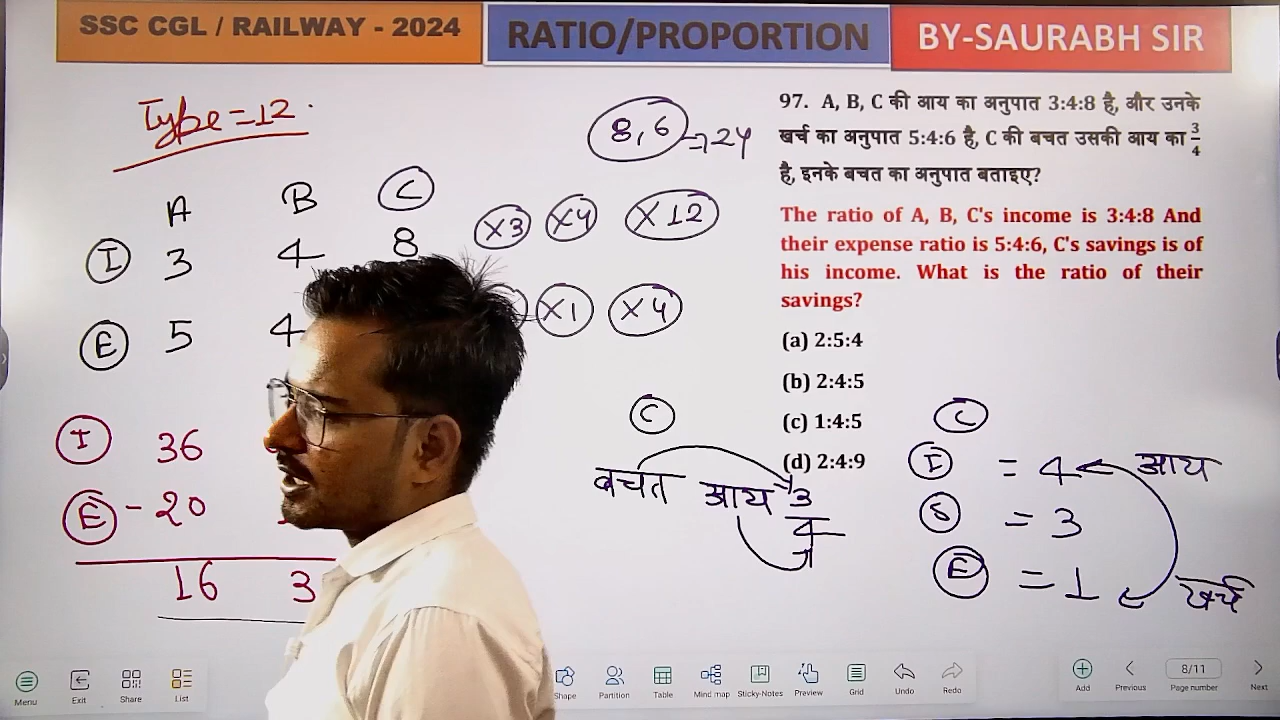 SSC CGL / RAILWAY - 2024
RATIO/PROPORTION
BY-SAURABH SIR
Type=12
A B C
I 3 4 8
E 5 4
I 36
E -20
16 3
8, 6 → 24
×3 ×4 ×12
×1 ×4
97. A, B, C की आय का अनुपात 3:4:8 है, और उनके
खर्च का अनुपात 5:4:6 है, C की बचत उसकी आय का 3/4
है, इनके बचत का अनुपात बताइए?
The ratio of A, B, C's income is 3:4:8 And
their expense ratio is 5:4:6, C's savings is of
his income. What is the ratio of their
savings?
(a) 2:5:4
(b) 2:4:5
(c) 1:4:5
(d) 2:4:9
C
बचत आय 3/4
C
I = 4 ← आय
S = 3
E = 1 ← खर्च
Menu Exit Share List Shape Partition Table Mind map Sticky-Notes Preview Grid Undo Redo Add Previous 8/11 Page number Next